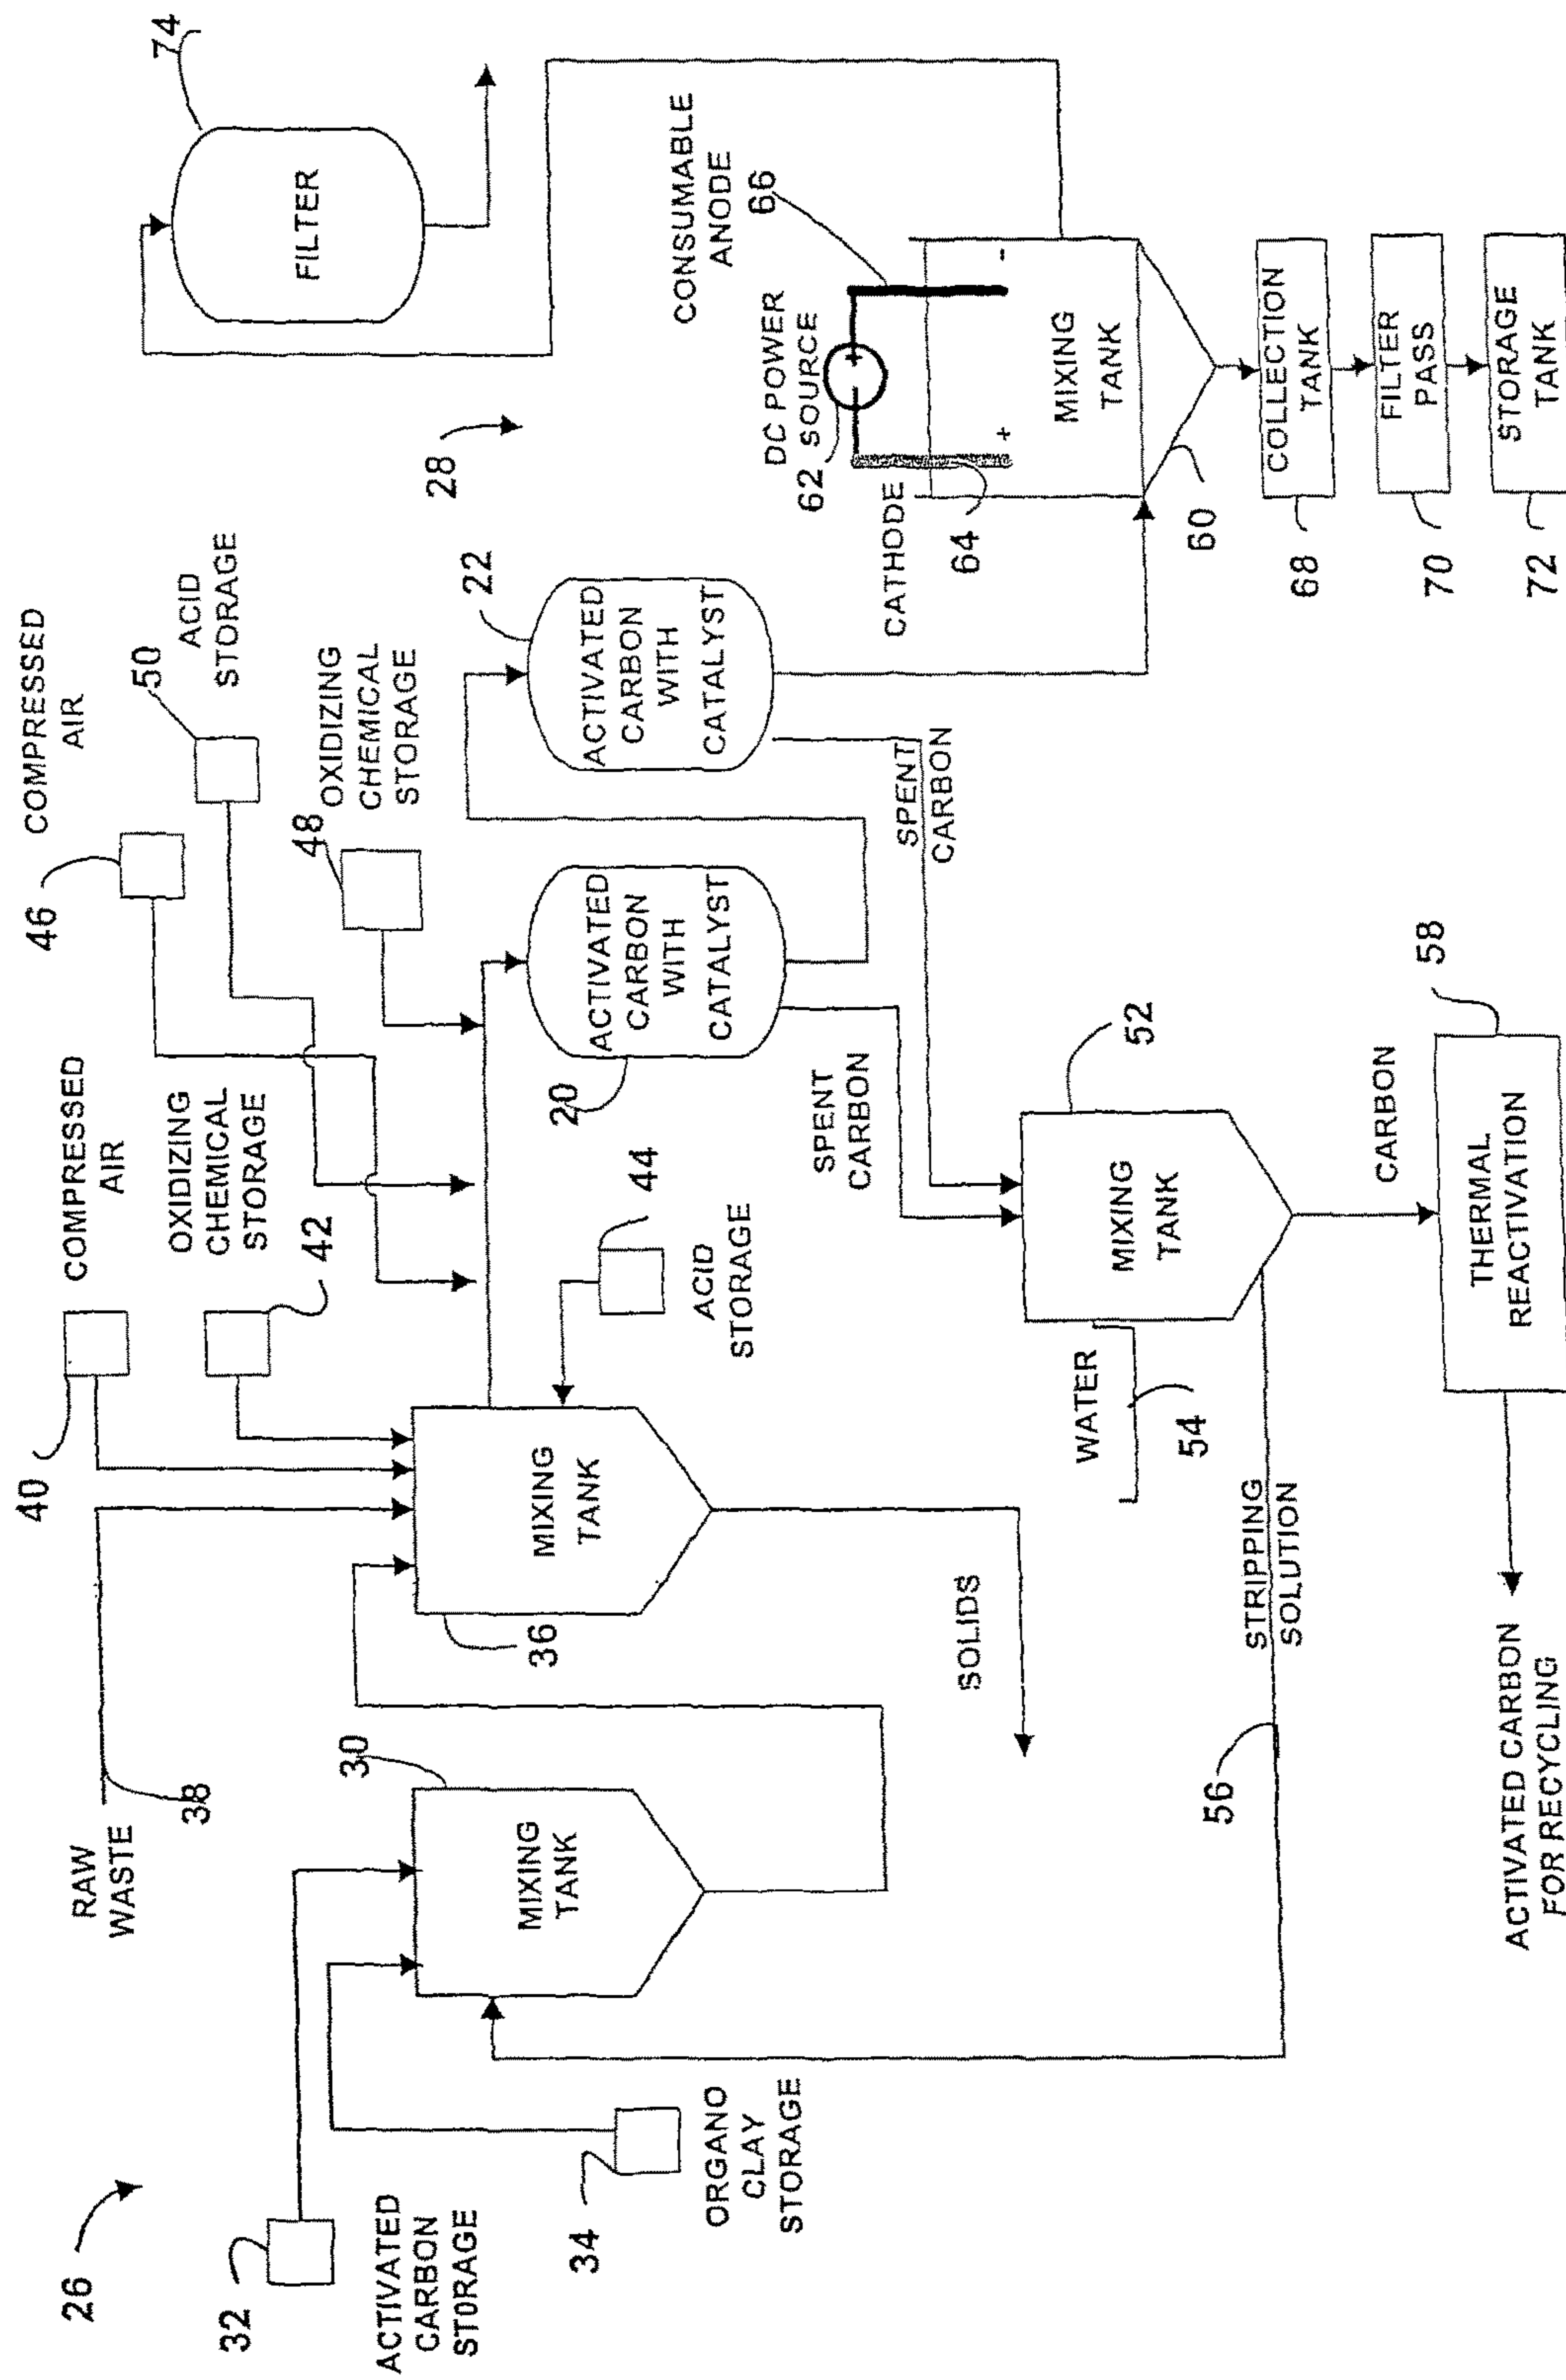 26
32
ACTIVATED
CARBON
STORAGE
34
ORGANO
CLAY
STORAGE
RAW
WASTE
38
30
MIXING
TANK
40
COMPRESSED
AIR
OXIDIZING
CHEMICAL
STORAGE
42
MIXING
TANK
36
44
ACID
STORAGE
SOLIDS
46
COMPRESSED
AIR
50
ACID
STORAGE
48
OXIDIZING
CHEMICAL
STORAGE
ACTIVATED
CARBON
WITH
CATALYST
20
ACTIVATED
CARBON
WITH
CATALYST
22
SPENT
CARBON
SPENT
CARBON
MIXING
TANK
52
WATER
54
STRIPPING
SOLUTION
56
CARBON
THERMAL
REACTIVATION
58
ACTIVATED CARBON
FOR RECYCLING
28
FILTER
74
DC POWER
SOURCE
62
CONSUMABLE
ANODE
66
+
CATHODE
64
+
-
MIXING
TANK
60
COLLECTION
TANK
68
FILTER
PASS
70
STORAGE
TANK
72